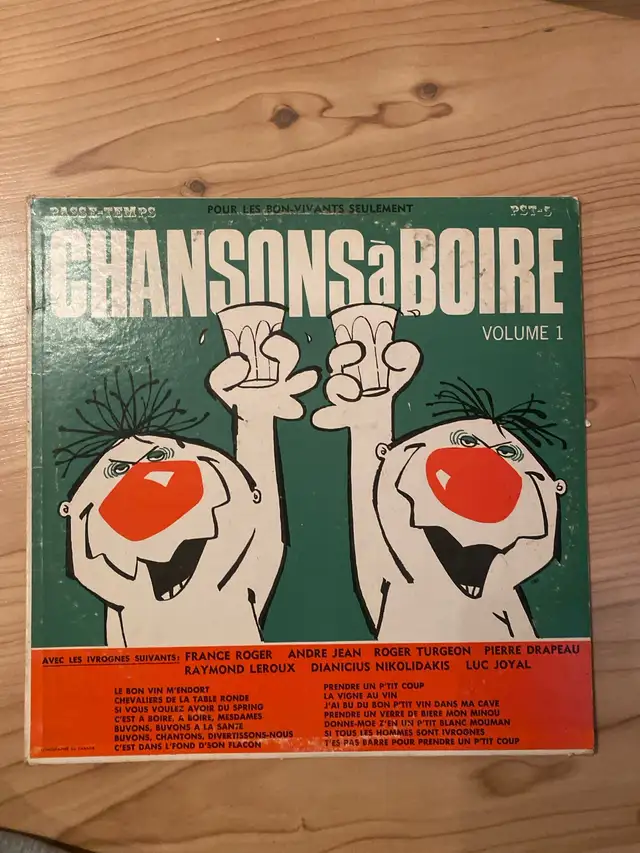 PASSE-TEMPS
POUR LES BON-VIVANTS SEULEMENT
PST-5
CHANSONS à BOIRE
VOLUME 1
AVEC LES IVROGNES SUIVANTS: FRANCE ROGER ANDRE JEAN ROGER TURGEON PIERRE DRAPEAU
RAYMOND LEROUX DIANICIUS NIKOLIDAKIS LUC JOYAL
LE BON VIN M'ENDORT
CHEVALIERS DE LA TABLE RONDE
SI VOUS VOULEZ AVOIR DU SPRING
C'EST A BOIRE, A BOIRE, MESDAMES
BUVONS, BUVONS A LA SANTE
BUVONS, CHANTONS, DIVERTISSONS-NOUS
C'EST DANS L'FOND D'SON FLACON
PRENDRE UN P'TIT COUP
LA VIGNE AU VIN
J'AI BU DU BON P'TIT VIN DANS MA CAVE
PRENDRE UN VERRE DE BIERE MON MINOU
DONNE-MOE Z'EN UN P'TIT BLANC MOUMAN
SI TOUS LES HOMMES SONT IVROGNES
T'ES PAS BARRE POUR PRENDRE UN P'TIT COUP